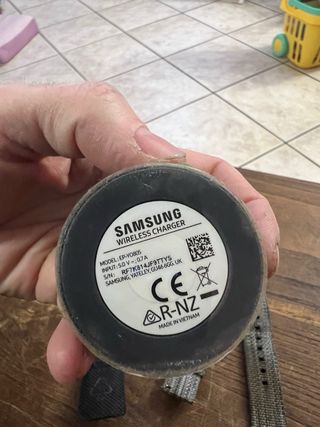 SAMSUNG
WIRELESS CHARGER
MODEL: EP-YO805
INPUT: 5.0 V ⎓; 0.7 A
S/N: RF7K814JF9TTYS
SAMSUNG, YATELEY, GU46 6GG, UK
CE
R-NZ
MADE IN VIETNAM